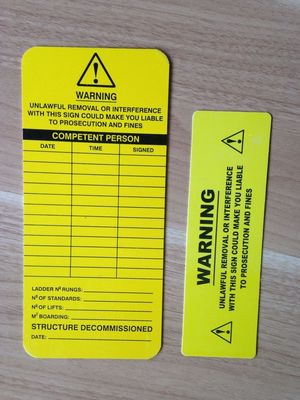 WARNING
UNLAWFUL REMOVAL OR INTERFERENCE
WITH THIS SIGN COULD MAKE YOU LIABLE
TO PROSECUTION AND FINES
COMPETENT PERSON
DATE TIME SIGNED
LADDER Nº RUNGS:
Nº OF STANDARDS:
Nº OF LIFTS:
M² BOARDING:
STRUCTURE DECOMMISSIONED
DATE:
WARNING
UNLAWFUL REMOVAL OR INTERFERENCE
WITH THIS SIGN COULD MAKE YOU LIABLE
TO PROSECUTION AND FINES